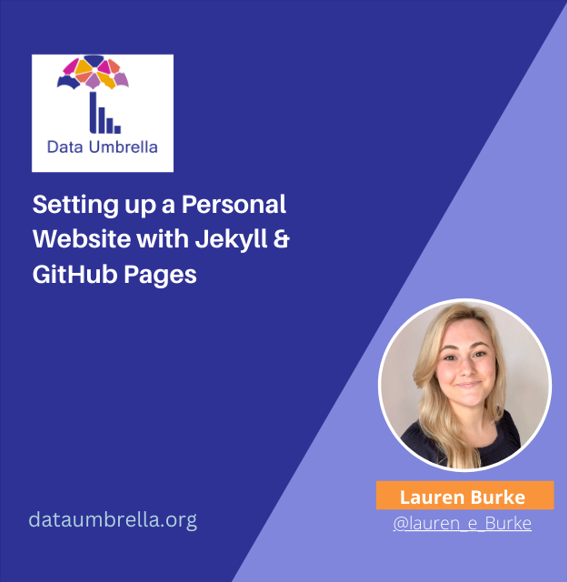 Data Umbrella
Setting up a Personal
Website with Jekyll &
GitHub Pages
Lauren Burke
@lauren_e_Burke
dataumbrella.org